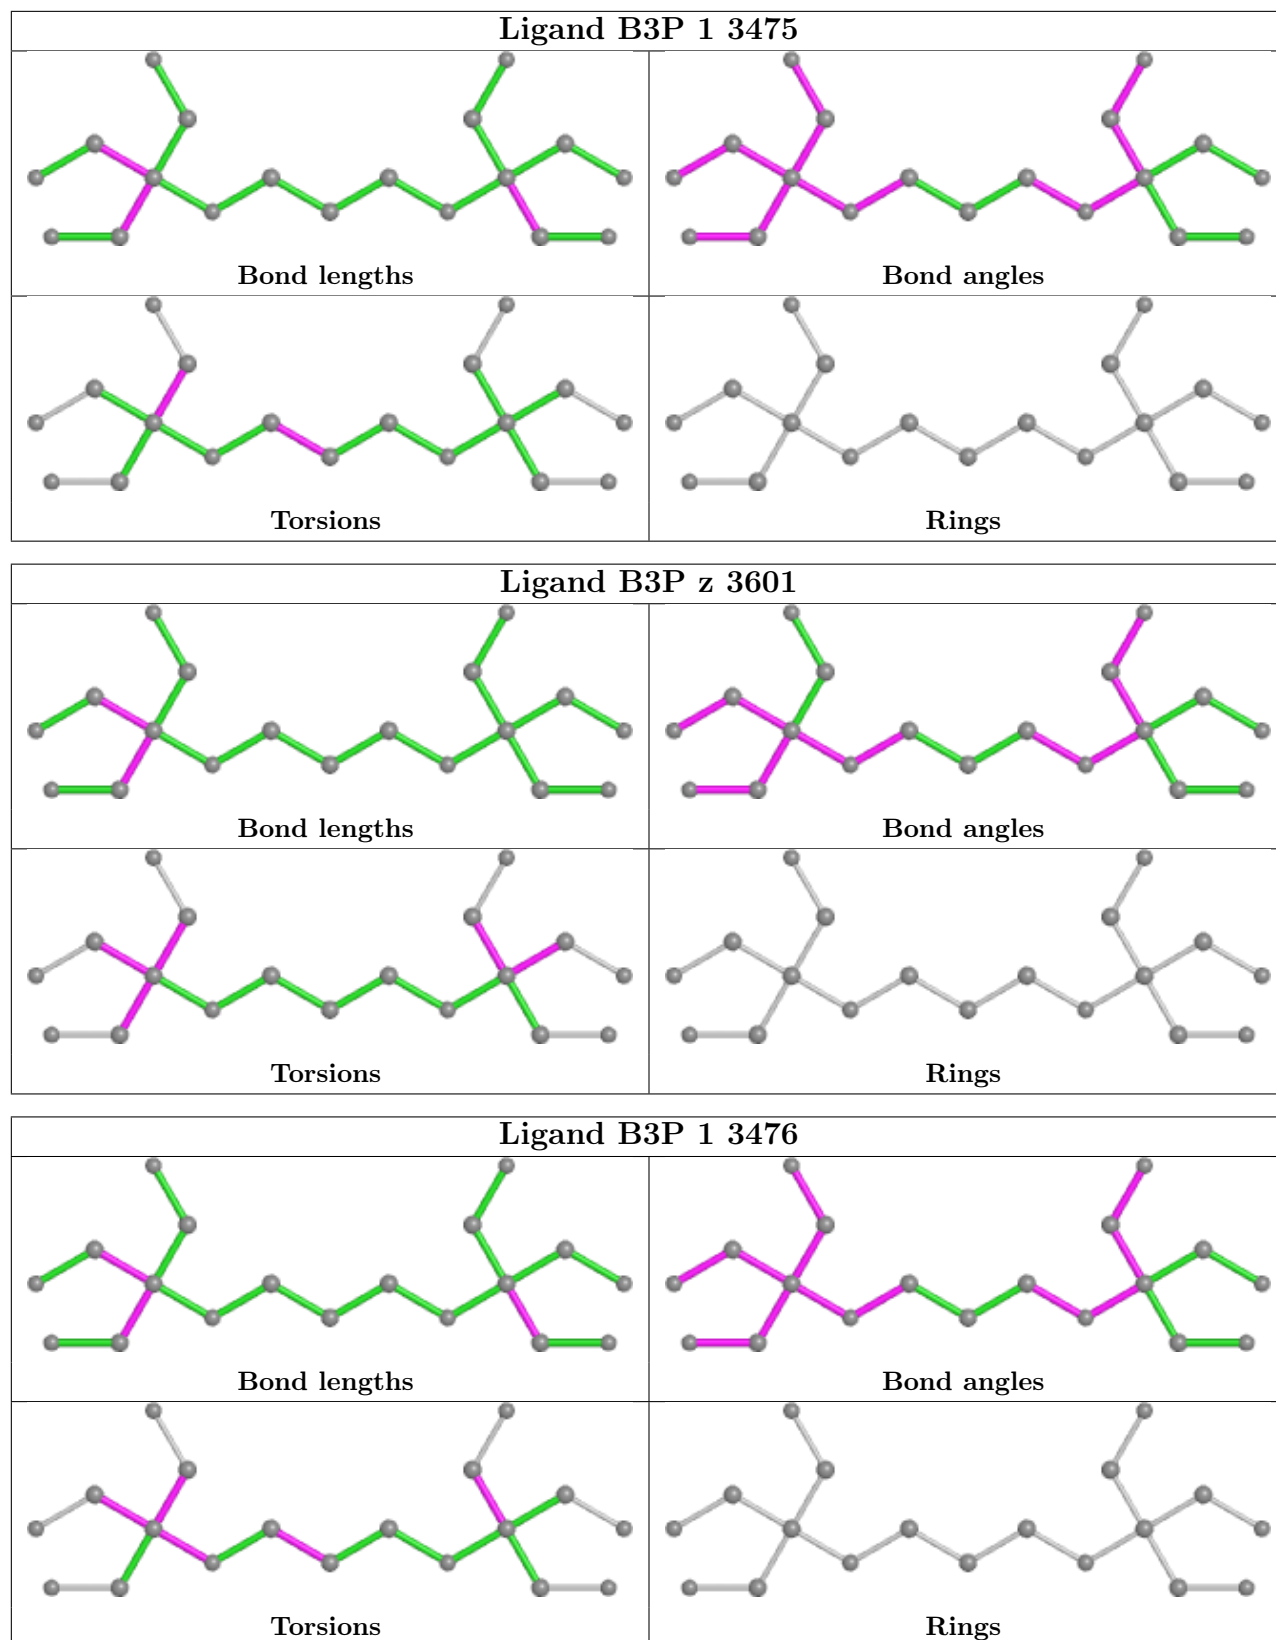 Ligand B3P 1 3475
Bond lengths
Bond angles
Torsions
Rings
Ligand B3P z 3601
Bond lengths
Bond angles
Torsions
Rings
Ligand B3P 1 3476
Bond lengths
Bond angles
Torsions
Rings